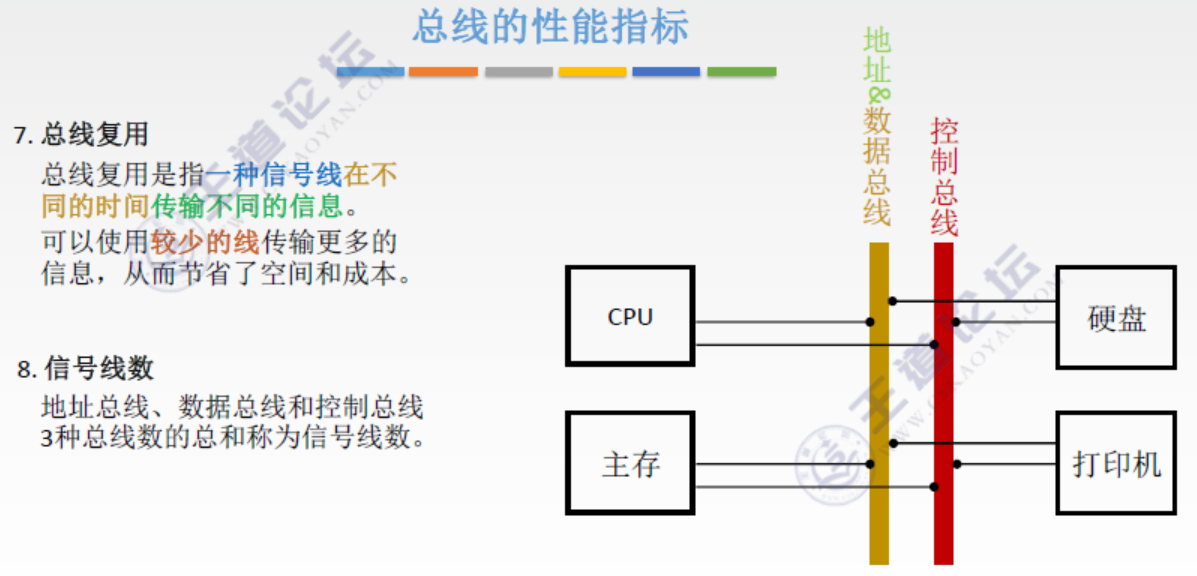 总线的性能指标
7. 总线复用
总线复用是指一种信号线在不
同的时间传输不同的信息。
可以使用较少的线传输更多的
信息，从而节省了空间和成本。
8. 信号线数
地址总线、数据总线和控制总线
3种总线数的总和称为信号线数。
地址&数据总线
控制总线
CPU
硬盘
主存
打印机
王道论坛
王道论坛